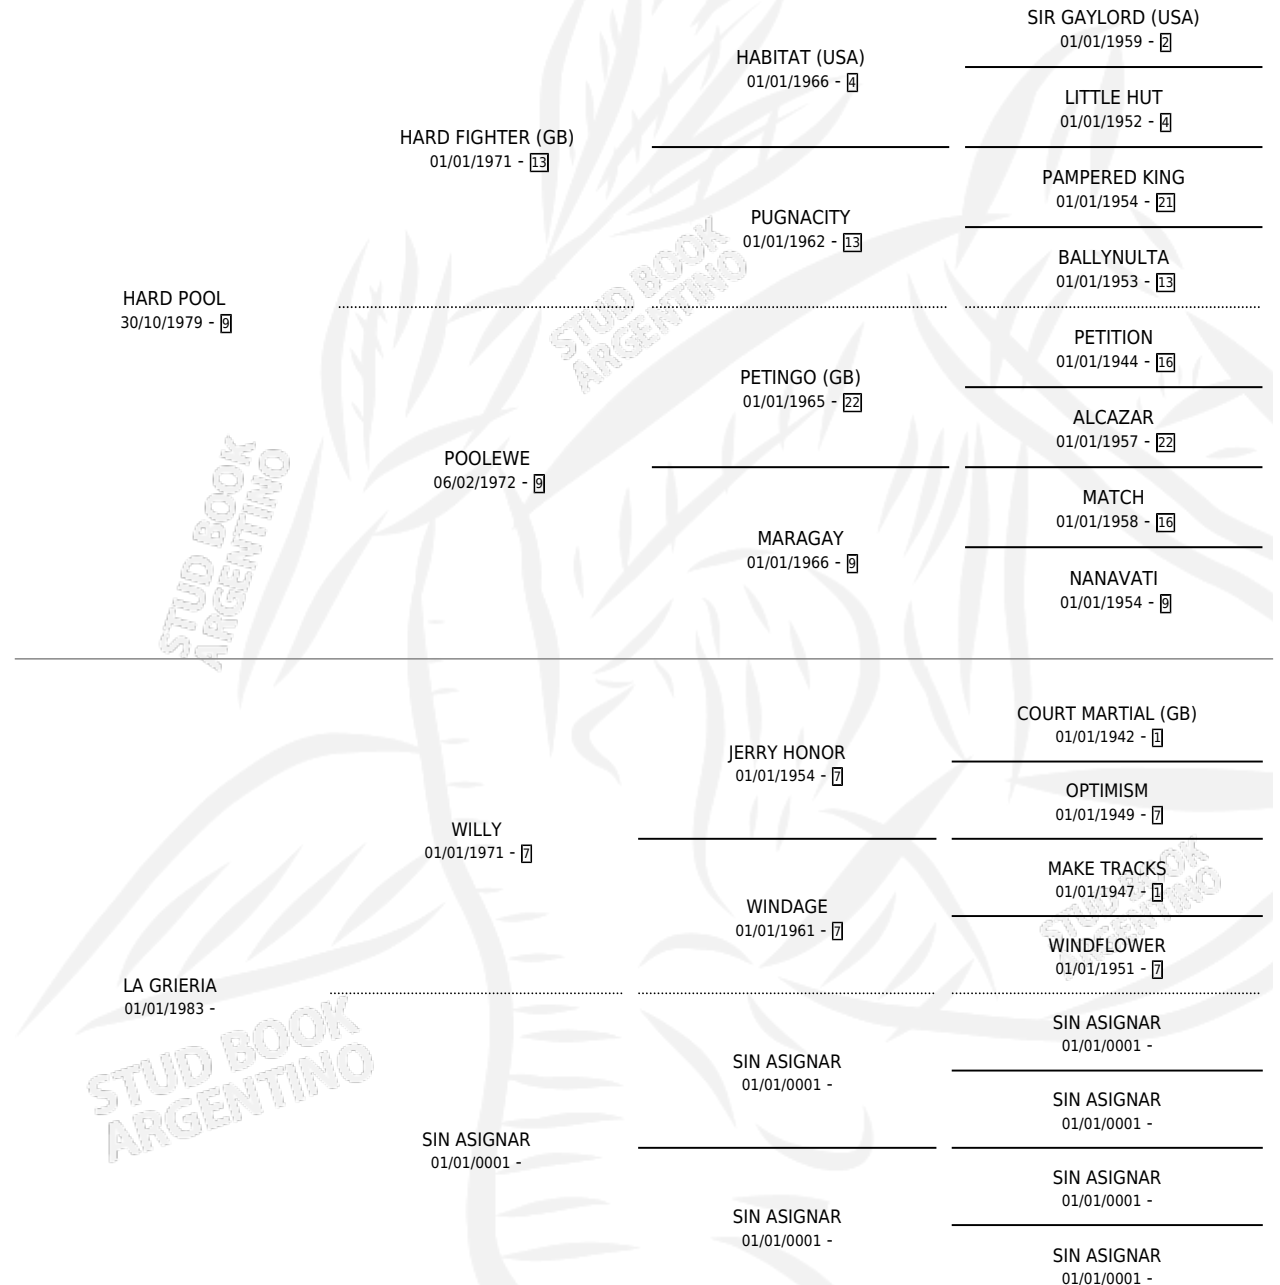 SIR GAYLORD (USA)
01/01/1959 - 2
HABITAT (USA)
01/01/1966 - 4
LITTLE HUT
01/01/1952 - 4
HARD FIGHTER (GB)
01/01/1971 - 13
PAMPERED KING
01/01/1954 - 21
PUGNACITY
01/01/1962 - 13
BALLYNULTA
01/01/1953 - 13
HARD POOL
30/10/1979 - 9
PETITION
01/01/1944 - 16
PETINGO (GB)
01/01/1965 - 22
ALCAZAR
01/01/1957 - 22
POOLEWE
06/02/1972 - 9
MATCH
01/01/1958 - 16
MARAGAY
01/01/1966 - 9
NANAVATI
01/01/1954 - 9
COURT MARTIAL (GB)
01/01/1942 - 1
JERRY HONOR
01/01/1954 - 7
OPTIMISM
01/01/1949 - 7
WILLY
01/01/1971 - 7
MAKE TRACKS
01/01/1947 - 1
WINDAGE
01/01/1961 - 7
WINDFLOWER
01/01/1951 - 7
LA GRIERIA
01/01/1983 -
SIN ASIGNAR
01/01/0001 -
SIN ASIGNAR
01/01/0001 -
SIN ASIGNAR
01/01/0001 -
SIN ASIGNAR
01/01/0001 -
SIN ASIGNAR
01/01/0001 -
SIN ASIGNAR
01/01/0001 -
SIN ASIGNAR
01/01/0001 -
STUD BOOK
ARGENTINO
STUD BOOK
ARGENTINO
STUD BOOK
ARGENTINO
STUD BOOK
ARGENTINO